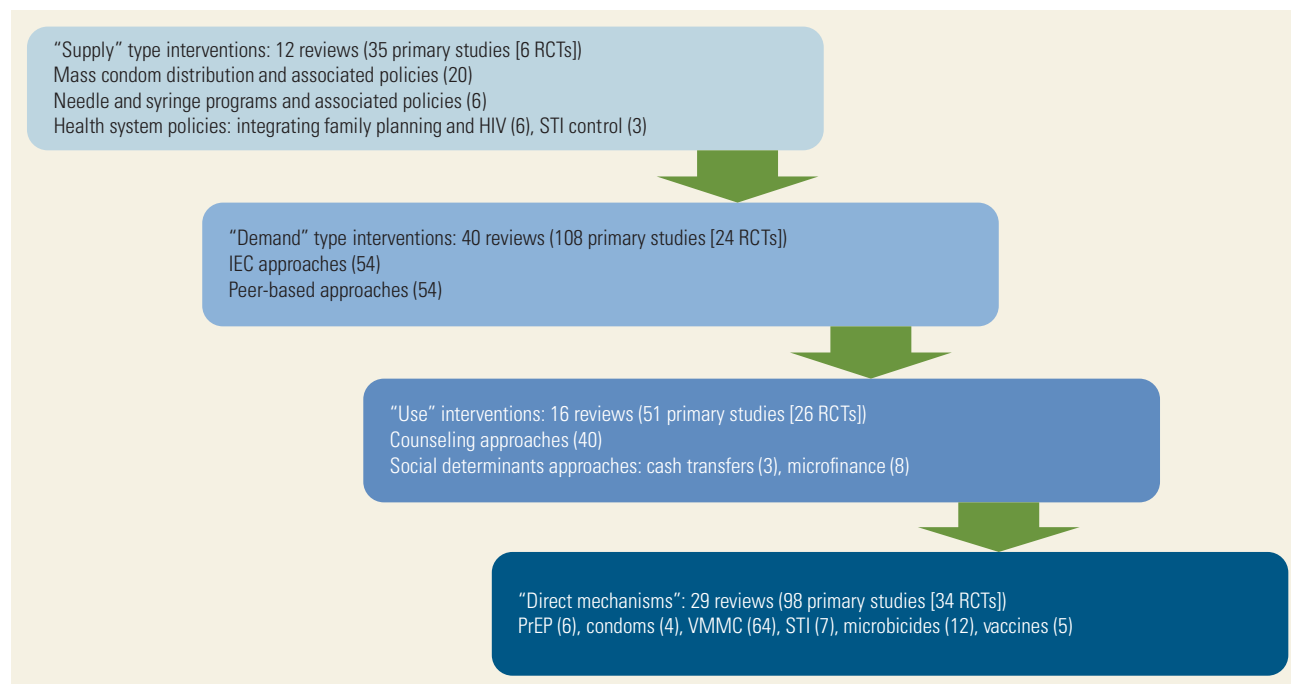 “Supply” type interventions: 12 reviews (35 primary studies [6 RCTs])
Mass condom distribution and associated policies (20)
Needle and syringe programs and associated policies (6)
Health system policies: integrating family planning and HIV (6), STI control (3)
“Demand” type interventions: 40 reviews (108 primary studies [24 RCTs])
IEC approaches (54)
Peer-based approaches (54)
“Use” interventions: 16 reviews (51 primary studies [26 RCTs])
Counseling approaches (40)
Social determinants approaches: cash transfers (3), microfinance (8)
“Direct mechanisms”: 29 reviews (98 primary studies [34 RCTs])
PrEP (6), condoms (4), VMMC (64), STI (7), microbicides (12), vaccines (5)